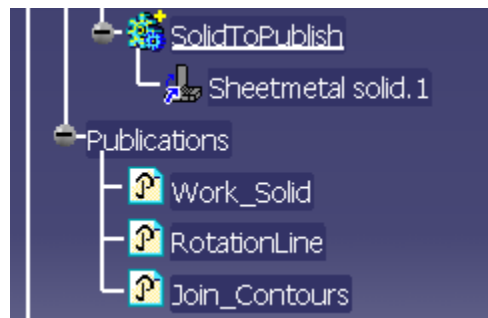 SolidToPublish
Sheetmetal solid.1
Publications
Work_Solid
RotationLine
Join_Contours